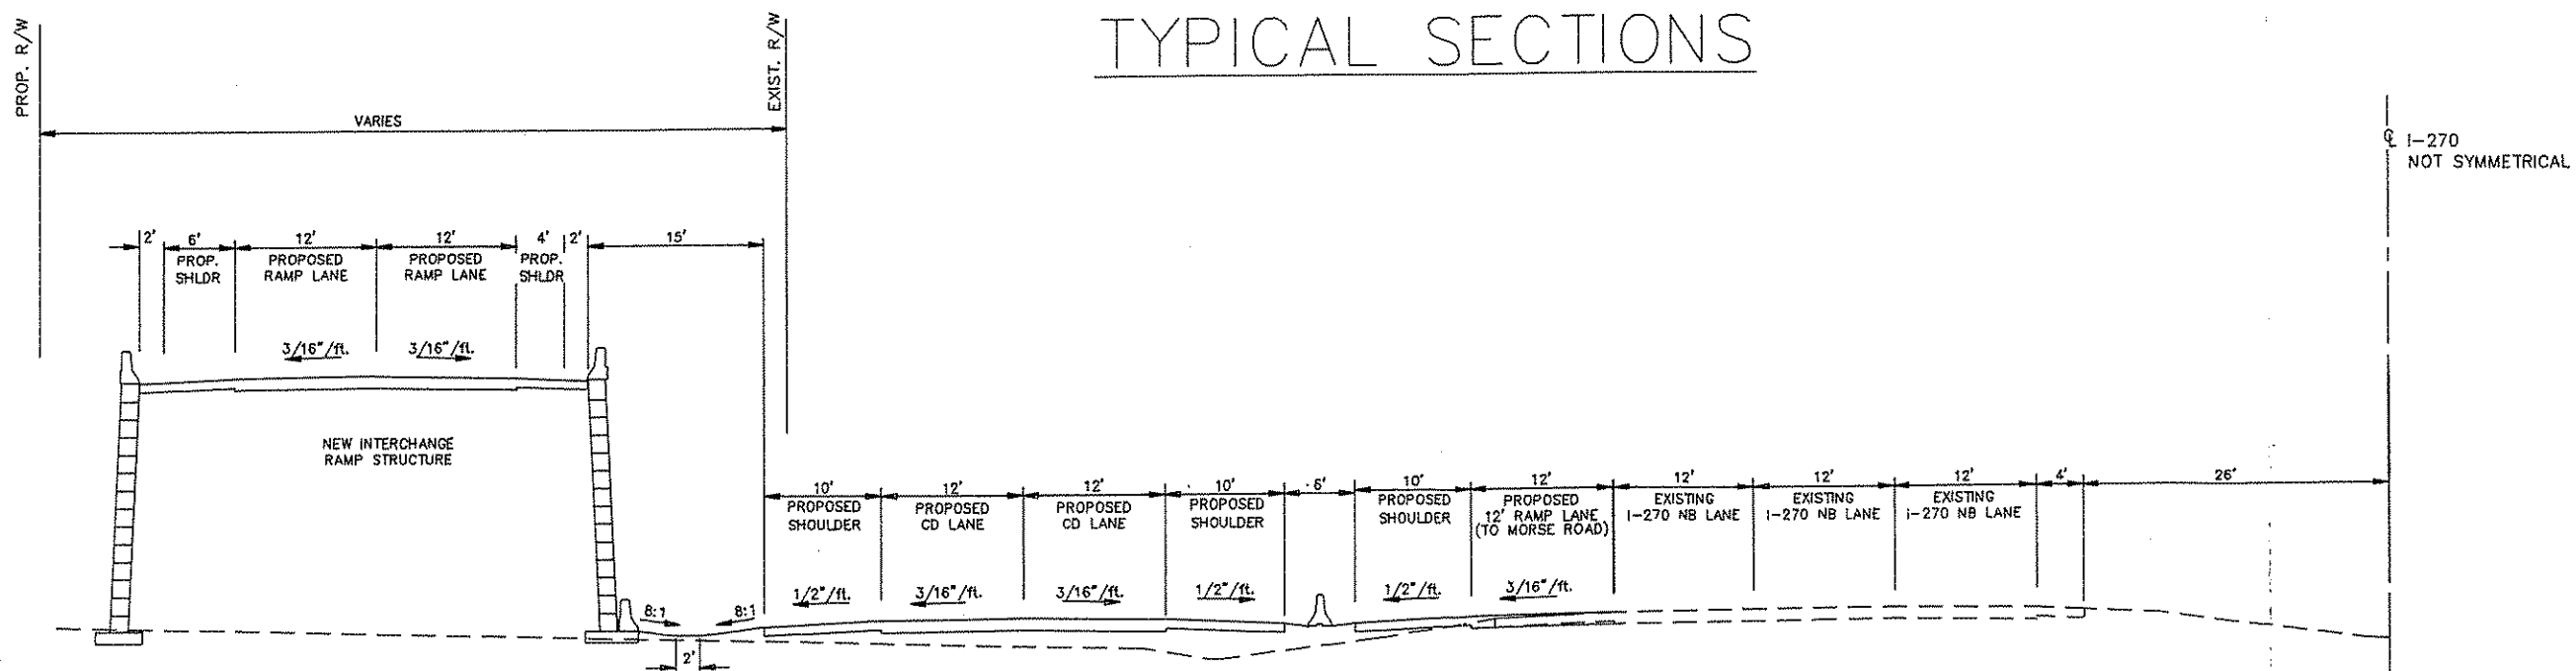 TYPICAL SECTIONS
PROP. R/W
EXIST. R/W
VARIES
℄ I-270
NOT SYMMETRICAL
2' 6' 12' 12' 4' 2' 15'
PROP. SHLDR
PROPOSED RAMP LANE
PROPOSED RAMP LANE
PROP. SHLDR
3/16"/ft. 3/16"/ft.
NEW INTERCHANGE
RAMP STRUCTURE
10' 12' 12' 10' 6' 10' 12' 12' 12' 12' 4' 26'
PROPOSED SHOULDER
PROPOSED CD LANE
PROPOSED CD LANE
PROPOSED SHOULDER
PROPOSED SHOULDER
PROPOSED 12' RAMP LANE (TO MORSE ROAD)
EXISTING I-270 NB LANE
EXISTING I-270 NB LANE
EXISTING I-270 NB LANE
8:1 8:1 1/2"/ft. 3/16"/ft. 3/16"/ft. 1/2"/ft. 1/2"/ft. 3/16"/ft.
2'